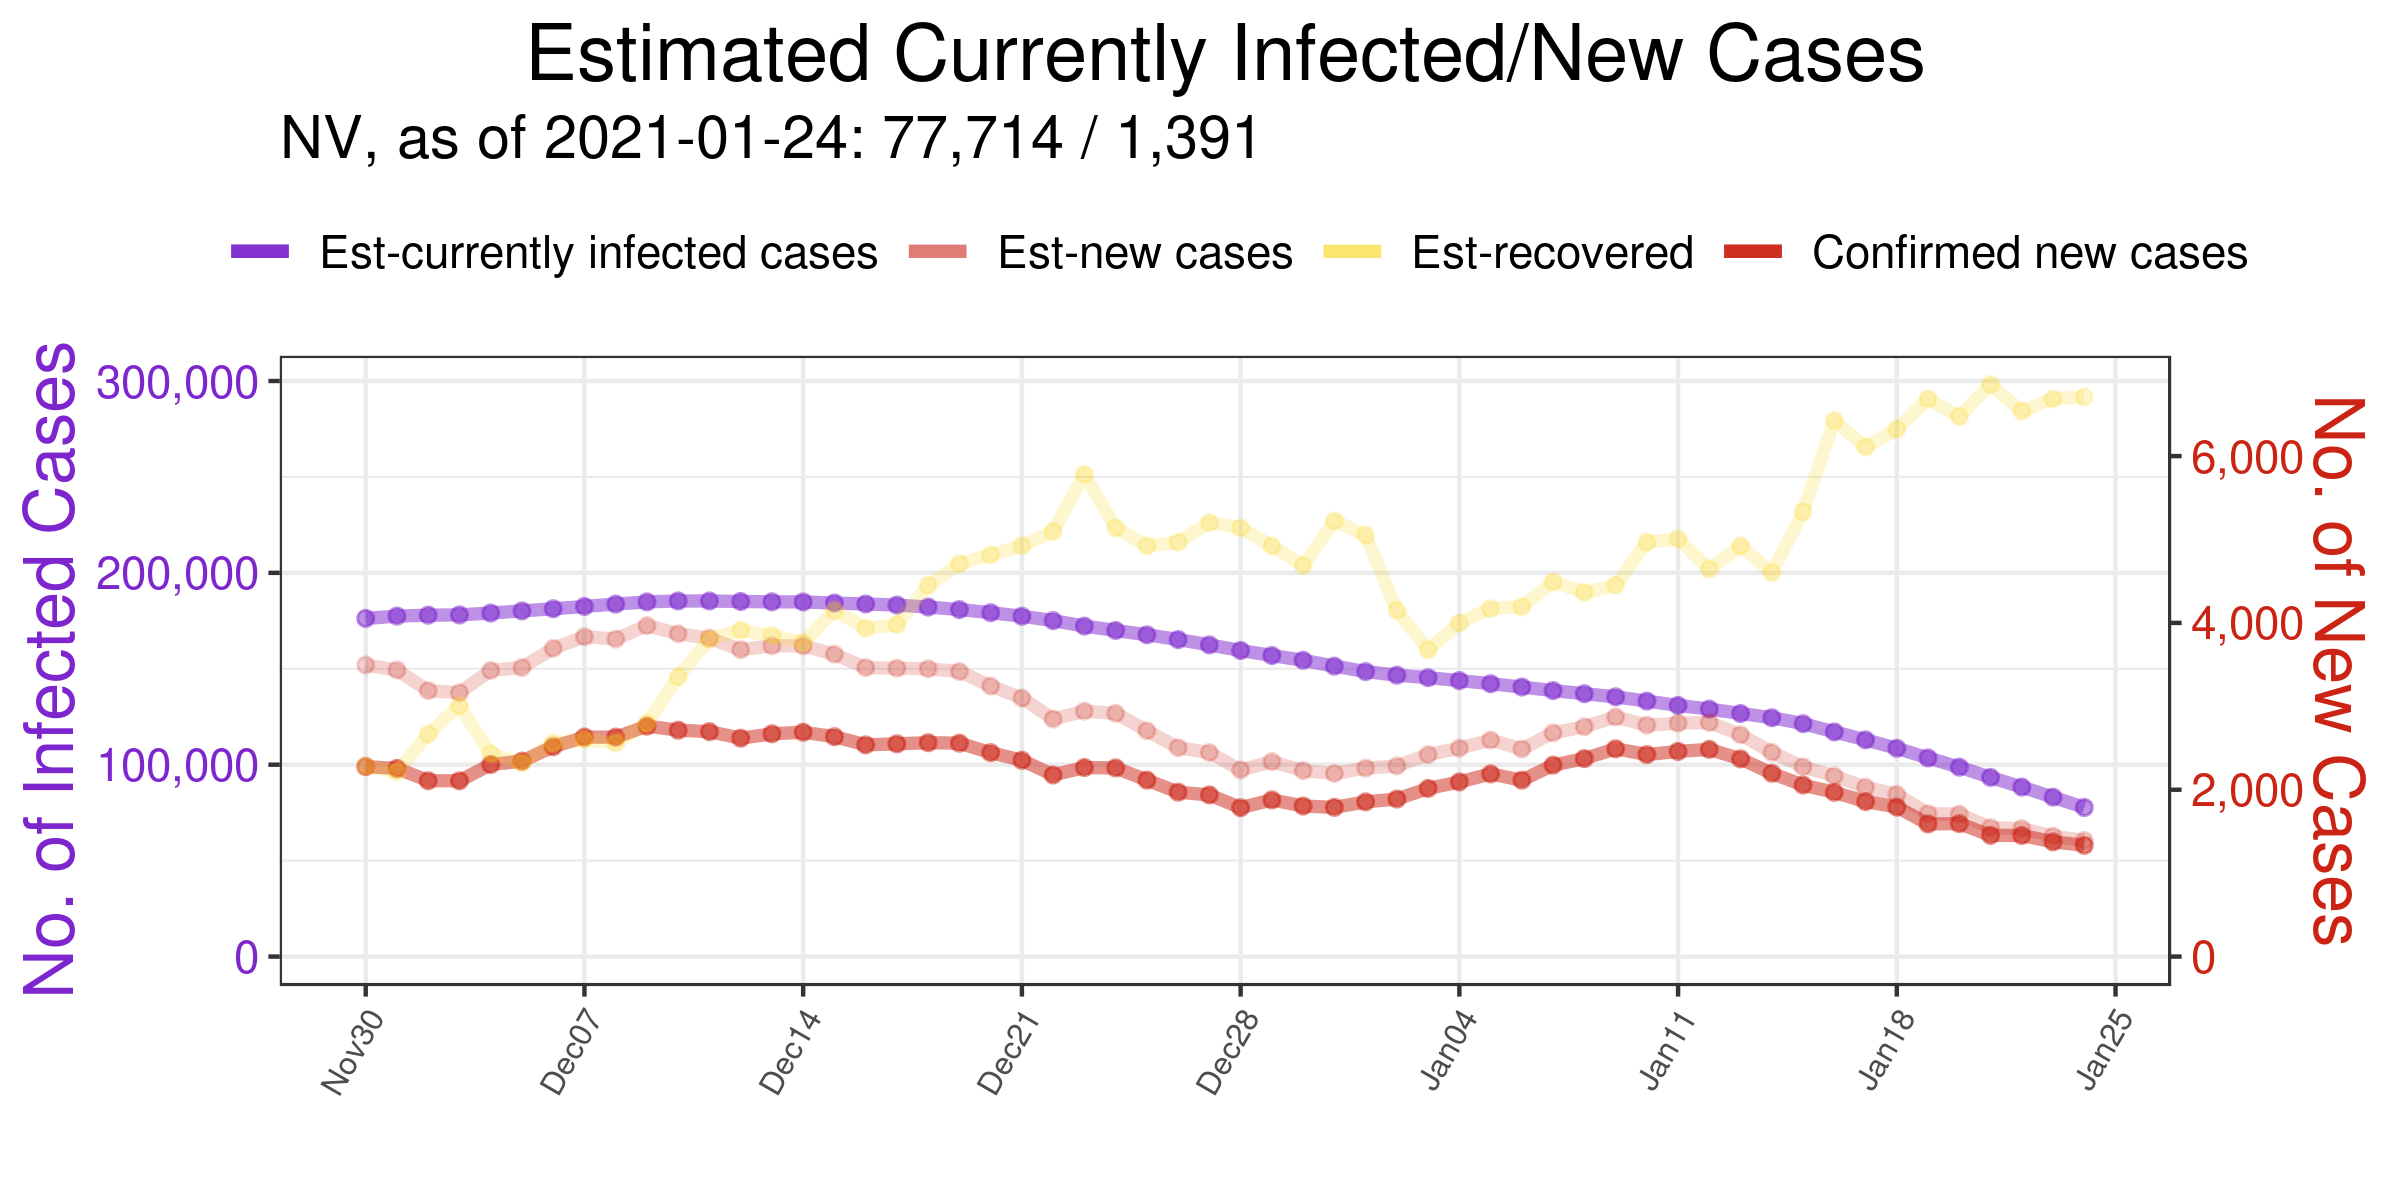 Estimated Currently Infected/New Cases
NV, as of 2021-01-24: 77,714 / 1,391
Est-currently infected cases Est-new cases Est-recovered Confirmed new cases
No. of Infected Cases
300,000
200,000
100,000
0
6,000
4,000
2,000
0
No. of New Cases
Nov30 Dec07 Dec14 Dec21 Dec28 Jan04 Jan11 Jan18 Jan25